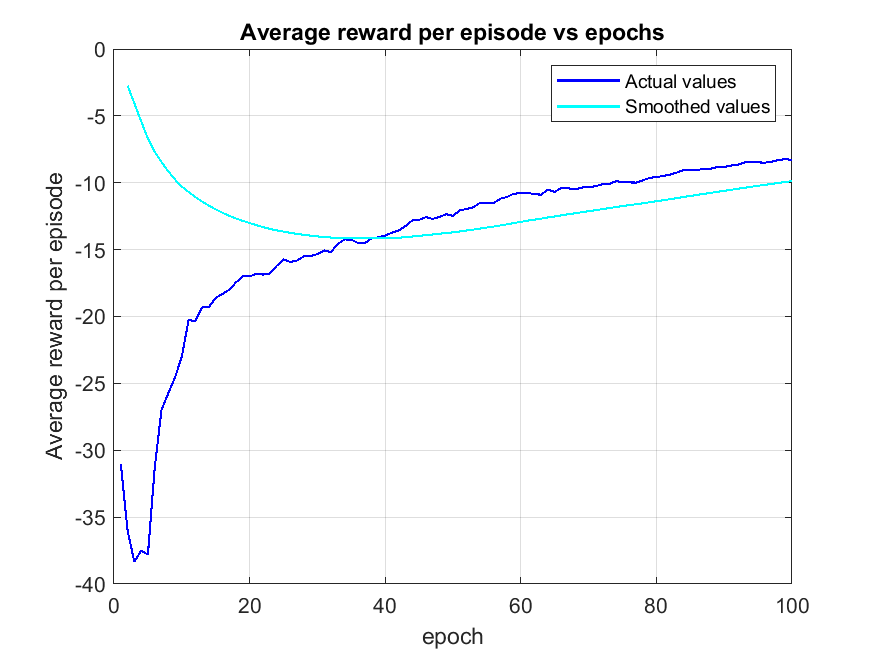 Average reward per episode vs epochs
Actual values
Smoothed values
0
-5
-10
-15
-20
-25
-30
-35
-40
Average reward per episode
0 20 40 60 80 100
epoch